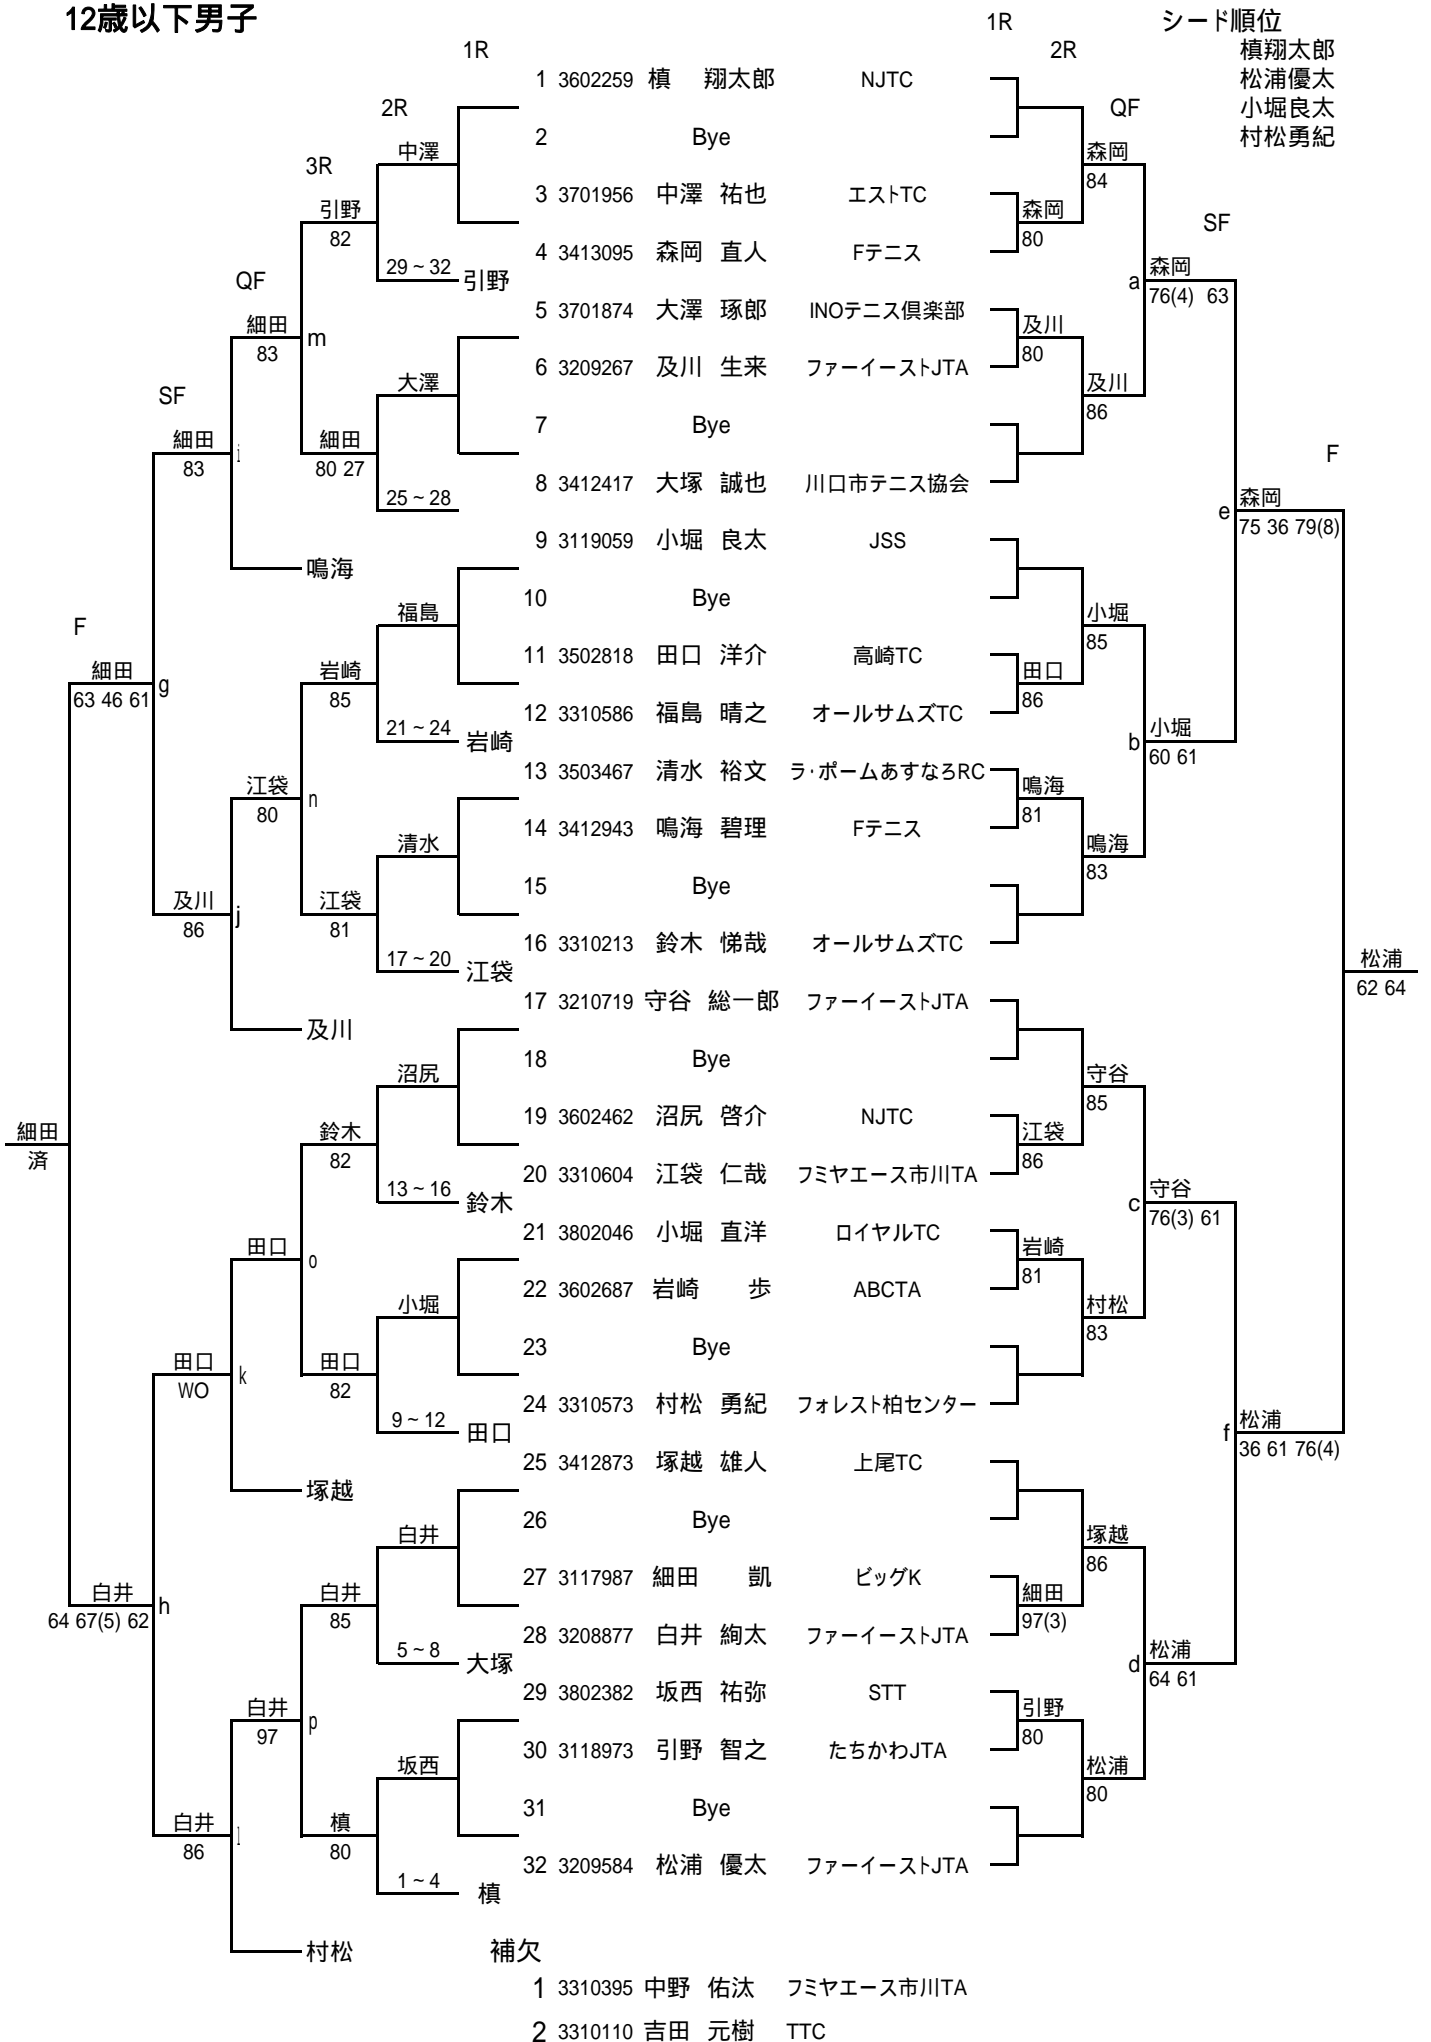 12歳以下男子
1R
シード順位
1R
2R
槙翔太郎
1 3602259 槙 翔太郎 NJTC
松浦優太
2R
QF
小堀良太
2 Bye
村松勇紀
中澤
森岡
3R
84
3 3701956 中澤 祐也 エストTC
引野
森岡
SF
82
80
4 3413095 森岡 直人 Fテニス
29~32
引野
森岡
QF
a
76(4) 63
5 3701874 大澤 琢郎 INOテニス倶楽部
細田
及川
m
83
80
6 3209267 及川 生来 ファーイーストJTA
大澤
及川
SF
86
7 Bye
細田
細田
i
F
83
80 27
8 3412417 大塚 誠也 川口市テニス協会
25~28
森岡
e
75 36 79(8)
9 3119059 小堀 良太 JSS
鳴海
10 Bye
福島
小堀
F
85
11 3502818 田口 洋介 高崎TC
細田
岩崎
田口
63 46 61
g
85
86
12 3310586 福島 晴之 オールサムズTC
21~24
岩崎
小堀
b
60 61
13 3503467 清水 裕文 ラ・ポームあすなろRC
江袋
鳴海
n
80
81
14 3412943 鳴海 碧理 Fテニス
清水
鳴海
83
15 Bye
及川
江袋
j
86
81
16 3310213 鈴木 悌哉 オールサムズTC
17~20
江袋
松浦
62 64
17 3210719 守谷 総一郎 ファーイーストJTA
及川
18 Bye
沼尻
守谷
85
19 3602462 沼尻 啓介 NJTC
細田
鈴木
江袋
済
82
86
20 3310604 江袋 仁哉 フミヤエース市川TA
13~16
鈴木
守谷
c
76(3) 61
21 3802046 小堀 直洋 ロイヤルTC
田口
岩崎
o
81
22 3602687 岩崎 歩 ABCTA
小堀
村松
83
23 Bye
田口
田口
k
WO
82
24 3310573 村松 勇紀 フォレスト柏センター
9~12
田口
松浦
f
36 61 76(4)
25 3412873 塚越 雄人 上尾TC
塚越
26 Bye
白井
塚越
86
27 3117987 細田 凱 ビッグK
白井
白井
細田
64 67(5) 62
h
85
97(3)
28 3208877 白井 絢太 ファーイーストJTA
5~8
大塚
松浦
d
64 61
29 3802382 坂西 祐弥 STT
白井
引野
p
97
80
30 3118973 引野 智之 たちかわJTA
坂西
松浦
80
31 Bye
白井
槙
l
86
80
32 3209584 松浦 優太 ファーイーストJTA
1~4
槙
村松
補欠
1 3310395 中野 佑汰 フミヤエース市川TA
2 3310110 吉田 元樹 TTC